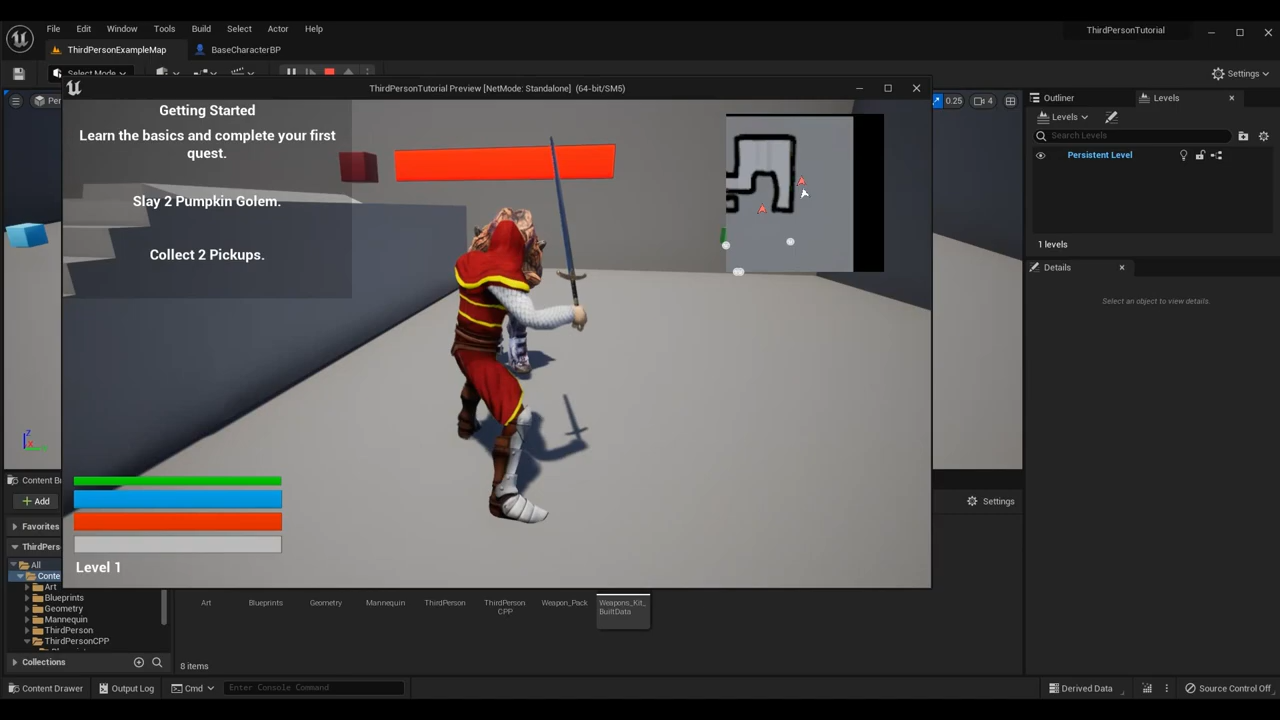 File Edit Window Tools Build Select Actor Help
ThirdPersonTutorial
ThirdPersonExampleMap
BaseCharacterBP
Select Mode
Settings
ThirdPersonTutorial Preview [NetMode: Standalone] (64-bit/SM5)
0.25
4
Outliner
Levels
Levels
Search Levels
Persistent Level
1 levels
Details
Select an object to view details.
Getting Started
Learn the basics and complete your first
quest.
Slay 2 Pumpkin Golem.
Collect 2 Pickups.
Z
X
Level 1
Add
Settings
Favorites
All
Art
Blueprints
Geometry
Mannequin
ThirdPerson
ThirdPersonCPP
Art
Blueprints
Geometry
Mannequin
ThirdPerson
ThirdPerson
CPP
Weapon_Pack
Weapons_Kit_
BuiltData
Collections
8 items
Content Drawer
Output Log
Cmd
Enter Console Command
Derived Data
Source Control Off